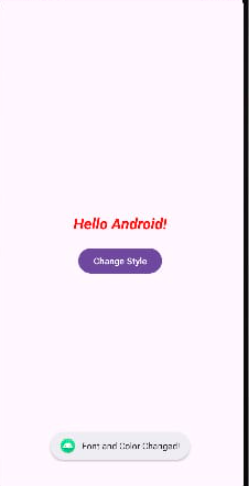 Hello Android!
Change Style
Font and Color Changed!